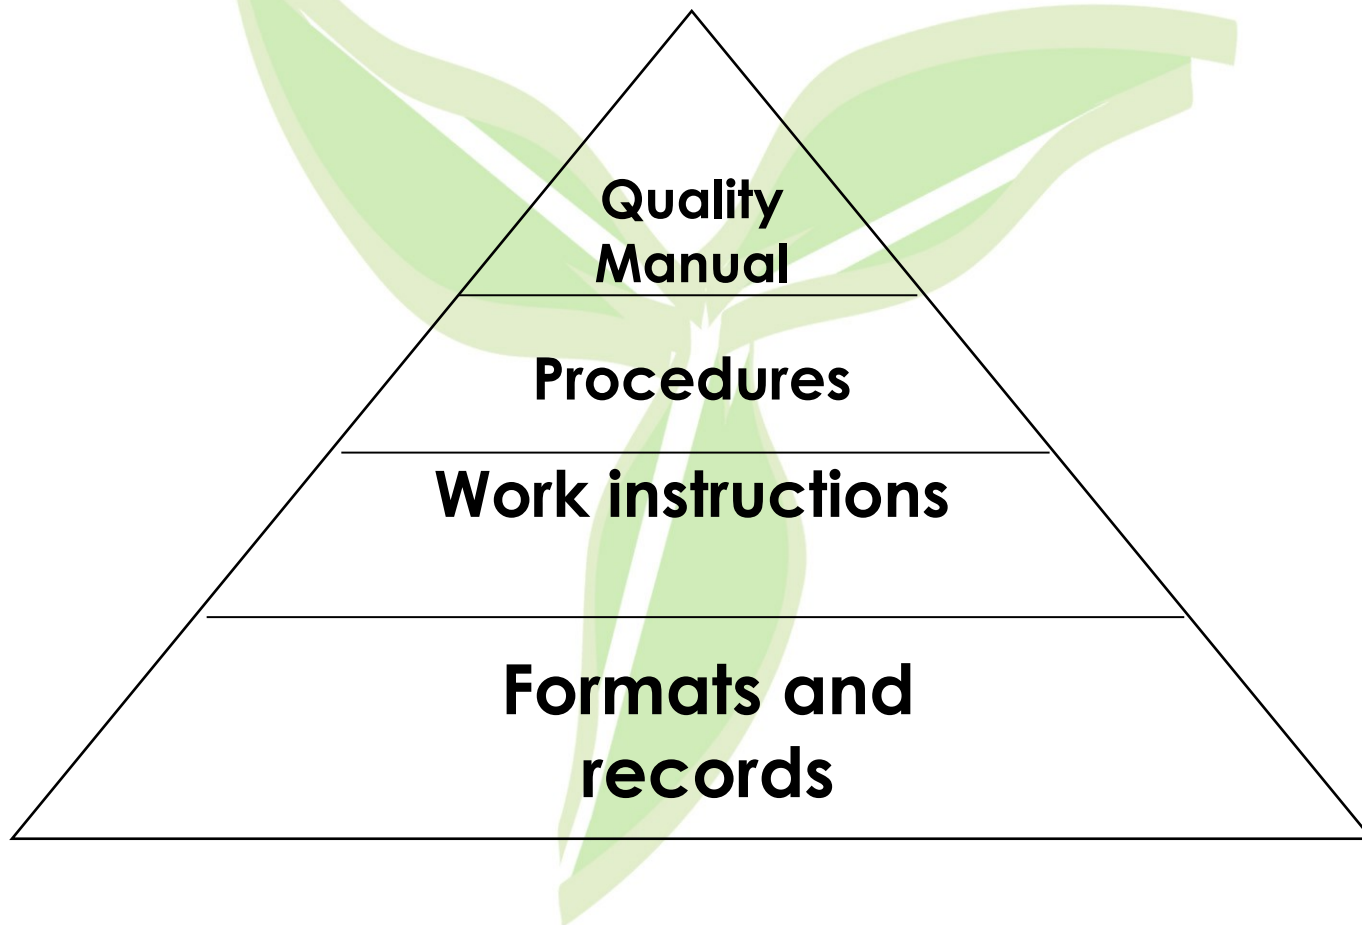 Quality
Manual
Procedures
Work instructions
Formats and
records